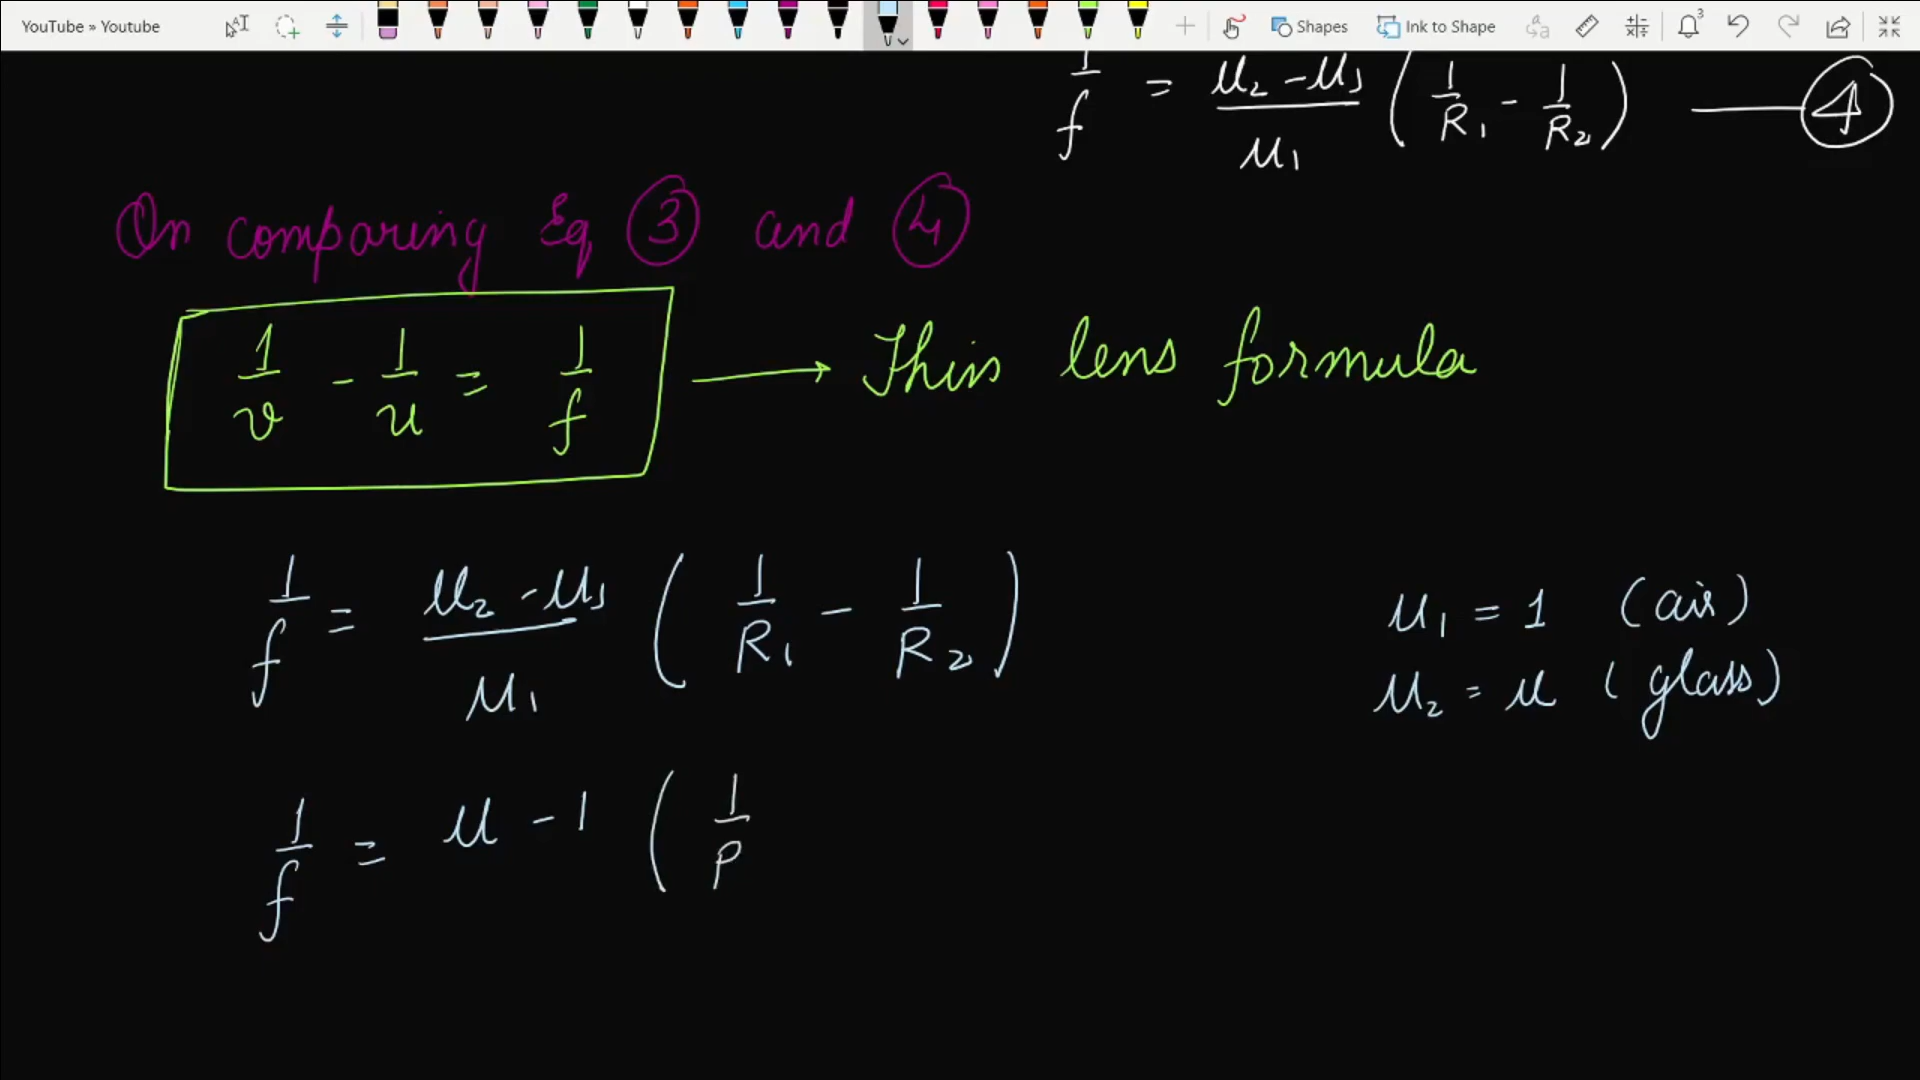 YouTube » Youtube Shapes Ink to Shape 3
1/f = μ₂ - μ₁/μ₁ (1/R₁ - 1/R₂) — ④
On comparing Eq ③ and ④
1/v - 1/u = 1/f → Thin lens formula
1/f = μ₂ - μ₁/μ₁ (1/R₁ - 1/R₂)
μ₁ = 1 (air)
μ₂ = μ (glass)
1/f = μ - 1 (1/P